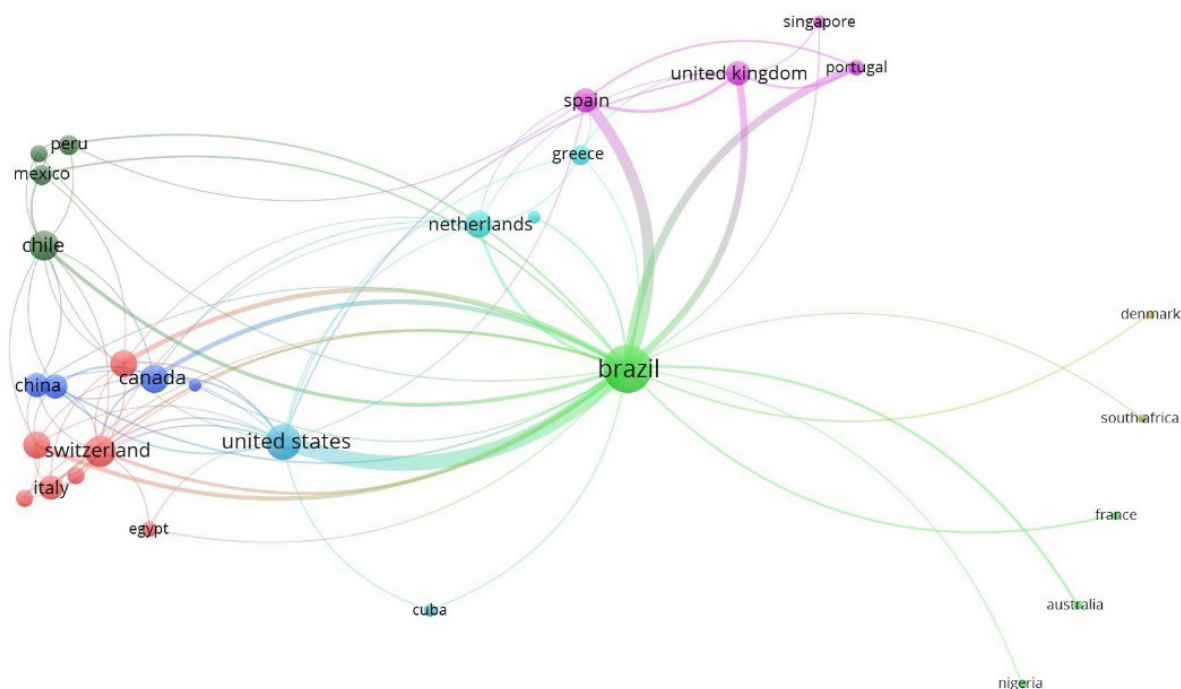 singapore
united kingdom
portugal
spain
peru
greece
mexico
netherlands
chile
denmark
brazil
china
canada
southafrica
united states
switzerland
italy
france
egypt
australia
cuba
nigeria